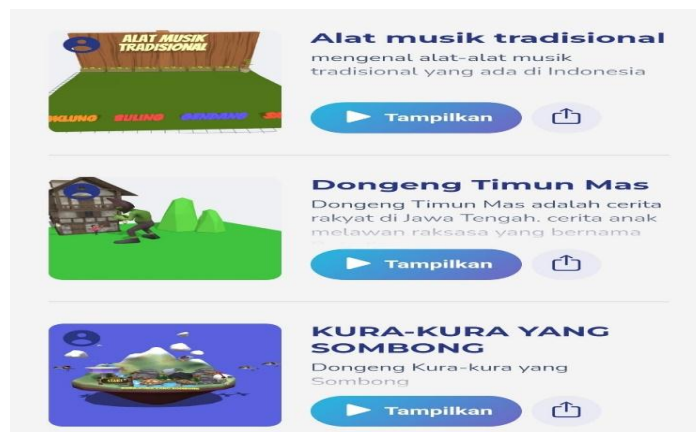 ALAT MUSIK
TRADISIONAL
SULING
GENDANG
Alat musik tradisional
mengenal alat-alat musik
tradisional yang ada di Indonesia
Tampilkan
Dongeng Timun Mas
Dongeng Timun Mas adalah cerita
rakyat di Jawa Tengah. cerita anak
melawan raksasa yang bernama
Tampilkan
KURA-KURA YANG
SOMBONG
Dongeng Kura-kura yang
Sombong
Tampilkan